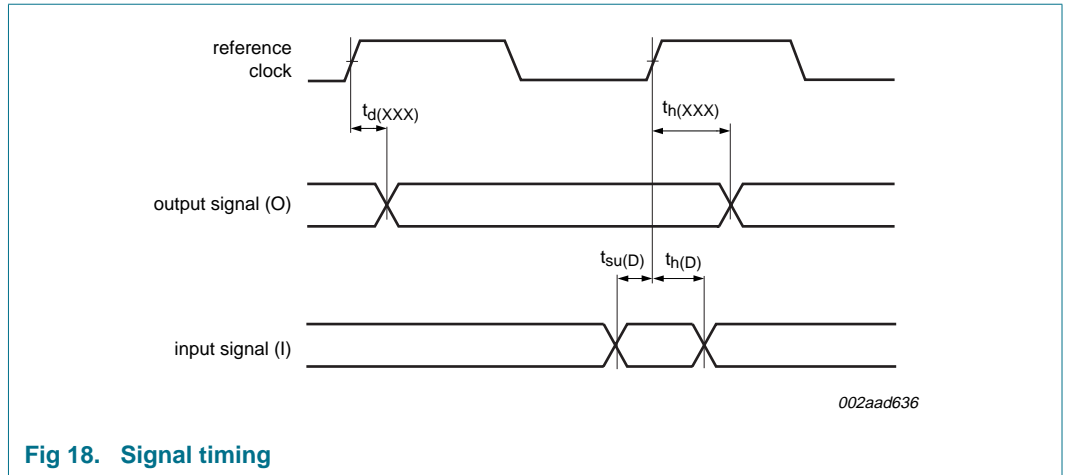 reference
clock
td(XXX)
th(XXX)
output signal (O)
tsu(D)
th(D)
input signal (I)
002aad636
Fig 18. Signal timing